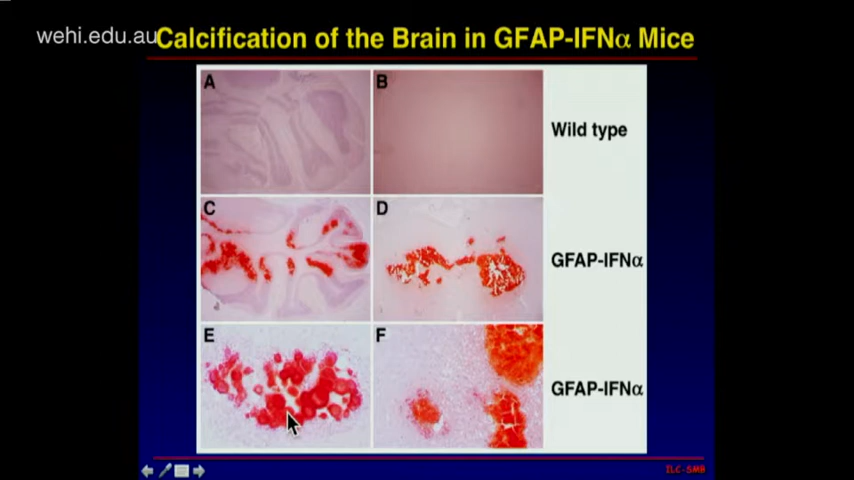 wehi.edu.au
Calcification of the Brain in GFAP-IFNα Mice
A
B
Wild type
C
D
GFAP-IFNα
E
F
GFAP-IFNα
ILC-SMB